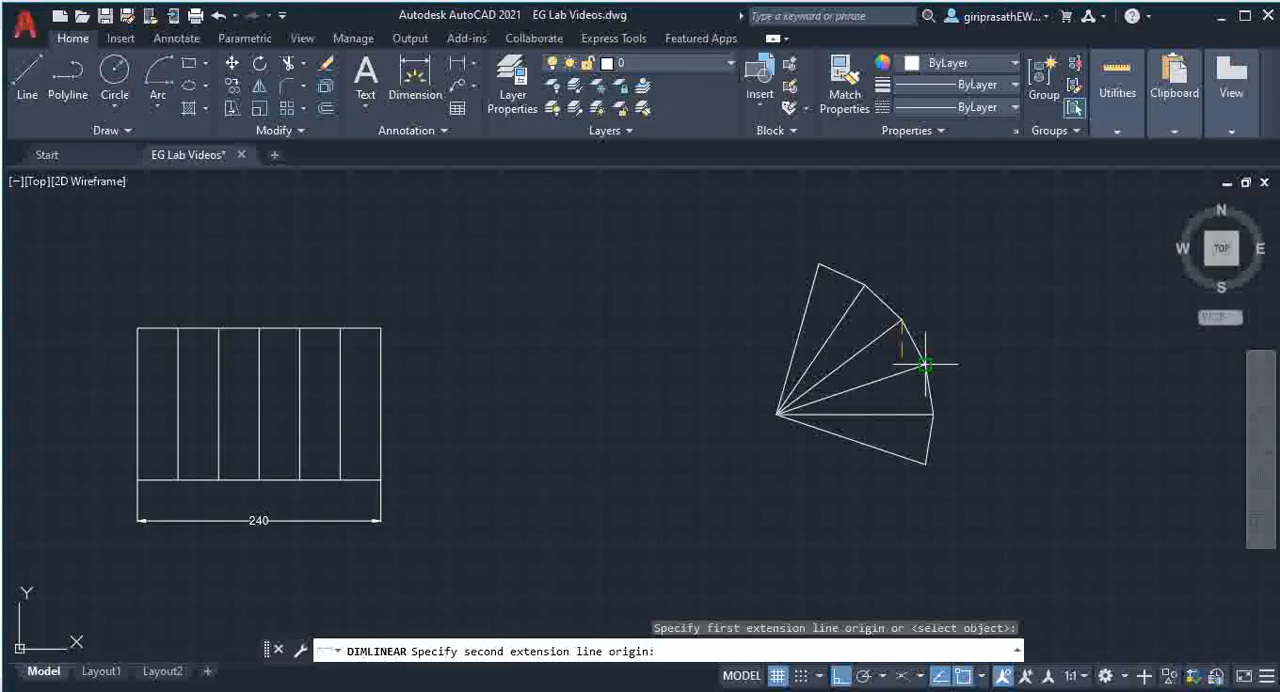 Autodesk AutoCAD 2021 EG Lab Videos.dwg
Type a keyword or phrase
giriprasathEW...
Home Insert Annotate Parametric View Manage Output Add-ins Collaborate Express Tools Featured Apps
0
ByLayer
ByLayer
ByLayer
Line Polyline Circle Arc Text Dimension Layer Properties Insert Match Properties Group Utilities Clipboard View
Draw Modify Annotation Layers Block Properties Groups
Start EG Lab Videos*
[−][Top][2D Wireframe]
N
W TOP E
S
240
Y
X
Specify first extension line origin or <select object>:
DIMLINEAR Specify second extension line origin:
Model Layout1 Layout2 +
MODEL 1:1